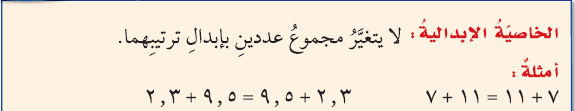 الخاصيَّةُ الإبداليةُ: لا يتغيَّرُ مجموعُ عددينِ بإبدالِ ترتيبِهما.
أمثلةٌ:
٧ + ١١ = ١١ + ٧   ٢,٣ + ٩,٥ = ٩,٥ + ٢,٣